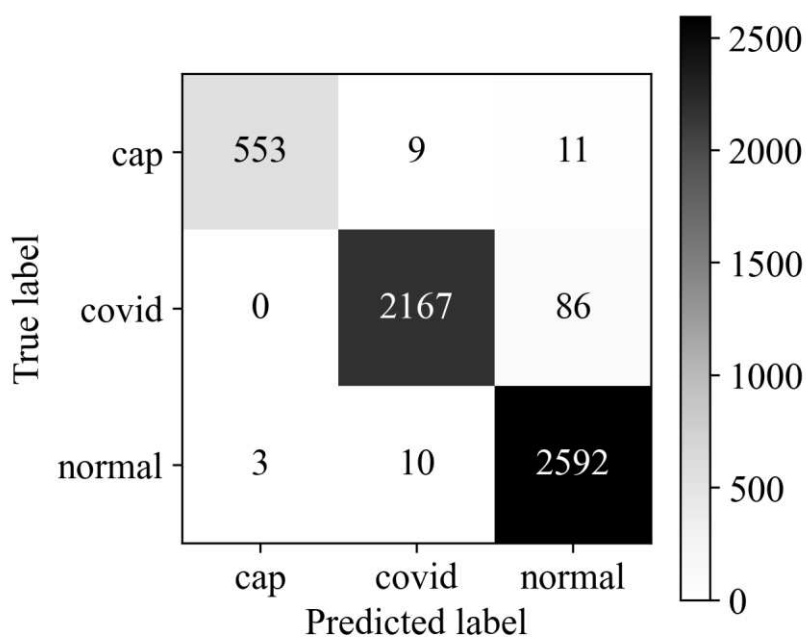 True label
cap 553 9 11
covid 0 2167 86
normal 3 10 2592
cap covid normal
Predicted label
2500
2000
1500
1000
500
0